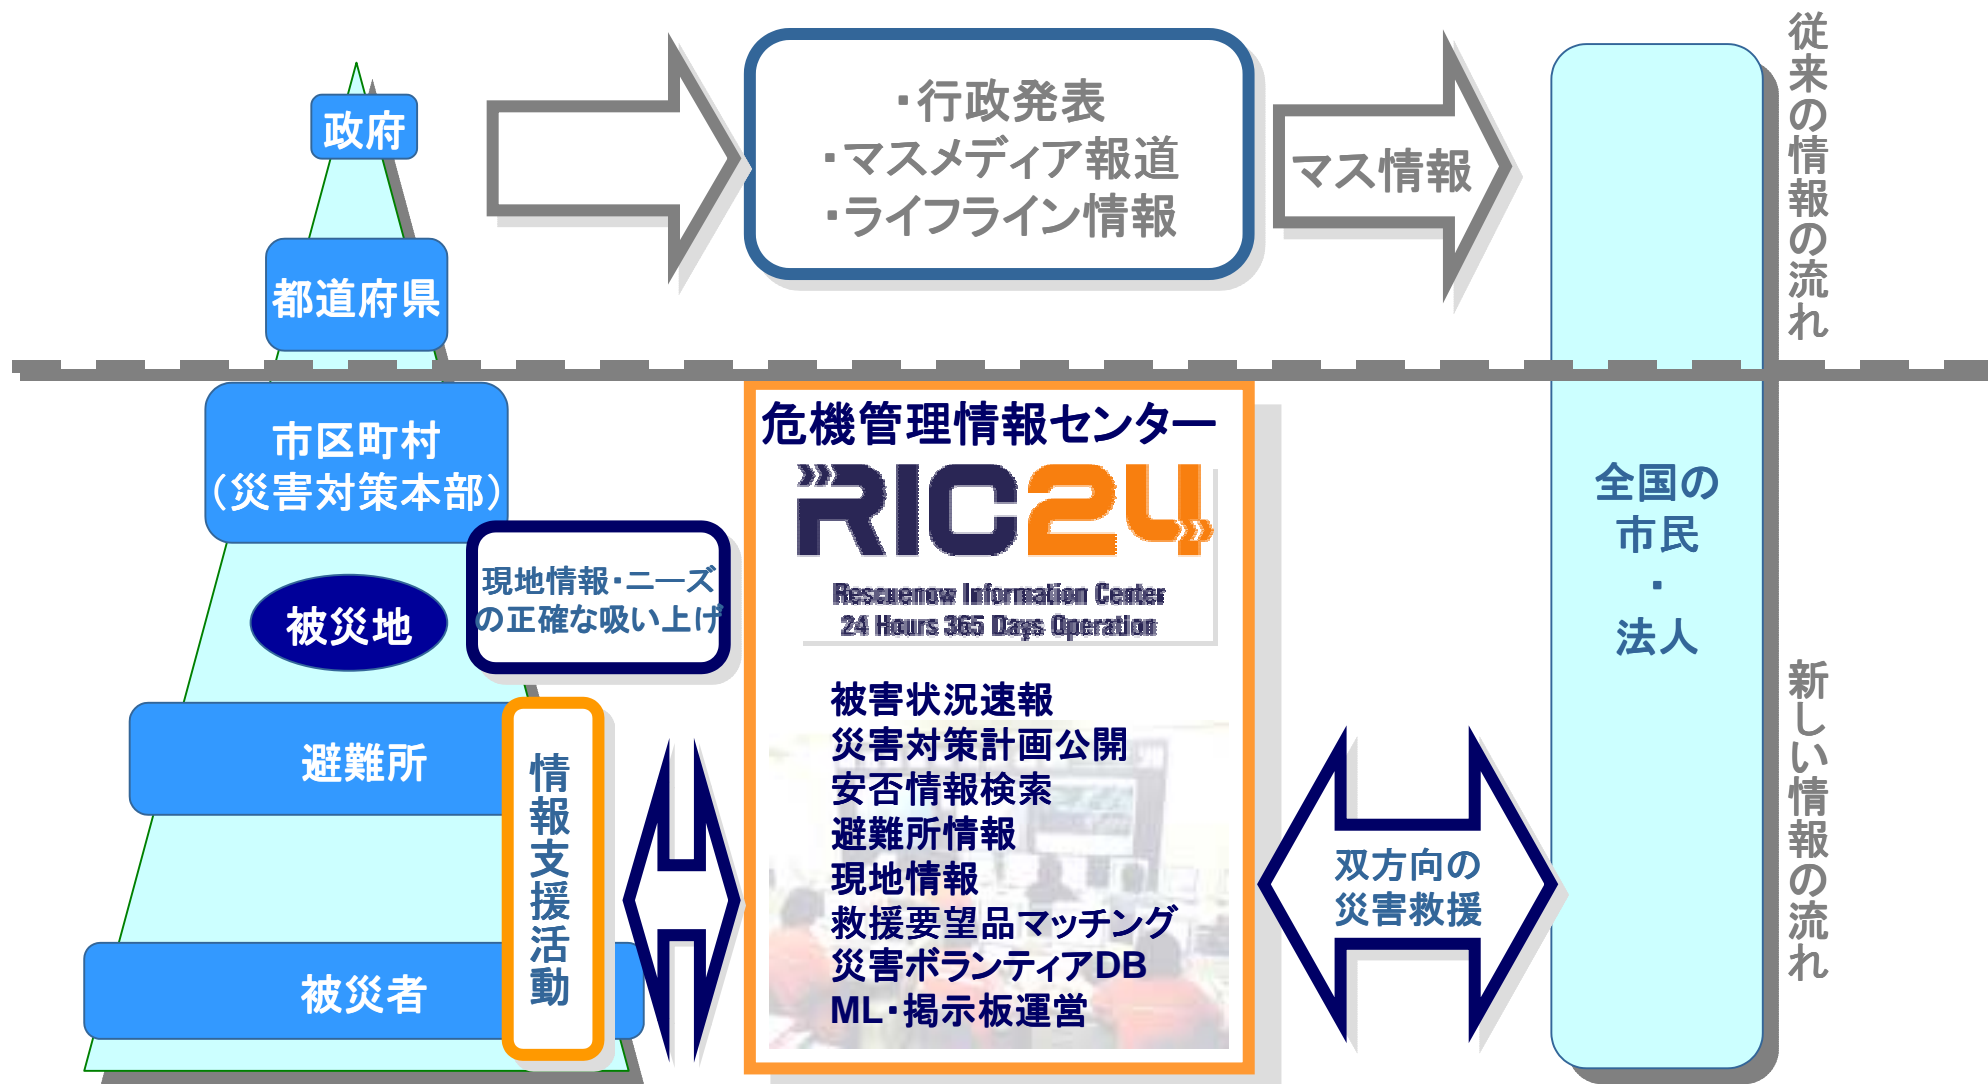 政府
都道府県
・行政発表
・マスメディア報道
・ライフライン情報
マス情報
従来の情報の流れ
市区町村
（災害対策本部）
被災地
現地情報・ニーズ
の正確な吸い上げ
避難所
被災者
情報支援活動
危機管理情報センター
RIC24
Rescuenow Information Center
24 Hours 365 Days Operation
被害状況速報
災害対策計画公開
安否情報検索
避難所情報
現地情報
救援要望品マッチング
災害ボランティアDB
ML・掲示板運営
双方向の
災害救援
全国の
市民
・
法人
新しい情報の流れ